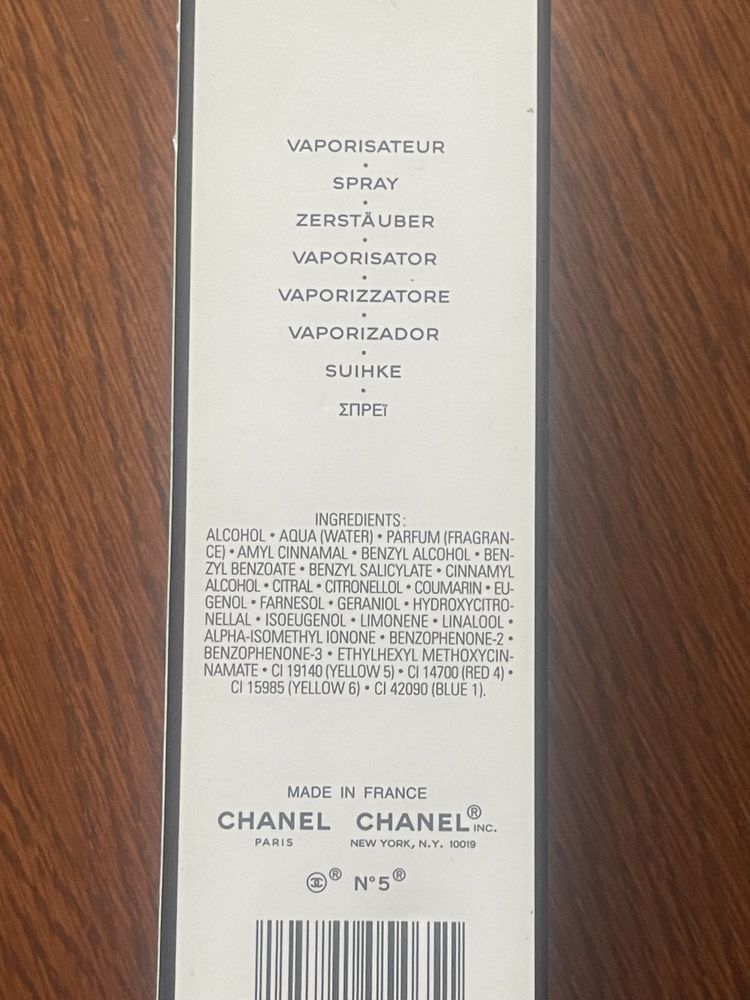 VAPORISATEUR
•
SPRAY
•
ZERSTÄUBER
•
VAPORISATOR
•
VAPORIZZATORE
•
VAPORIZADOR
•
SUIHKE
•
ΣΠΡΕϊ
INGREDIENTS:
ALCOHOL • AQUA (WATER) • PARFUM (FRAGRAN-
CE) • AMYL CINNAMAL • BENZYL ALCOHOL • BEN-
ZYL BENZOATE • BENZYL SALICYLATE • CINNAMYL
ALCOHOL • CITRAL • CITRONELLOL • COUMARIN • EU-
GENOL • FARNESOL • GERANIOL • HYDROXYCITRO-
NELLAL • ISOEUGENOL • LIMONENE • LINALOOL •
ALPHA-ISOMETHYL IONONE • BENZOPHENONE-2 •
BENZOPHENONE-3 • ETHYLHEXYL METHOXYCIN-
NAMATE • CI 19140 (YELLOW 5) • CI 14700 (RED 4) •
CI 15985 (YELLOW 6) • CI 42090 (BLUE 1).
MADE IN FRANCE
CHANEL CHANEL® INC.
PARIS NEW YORK, N.Y. 10019
® N°5®